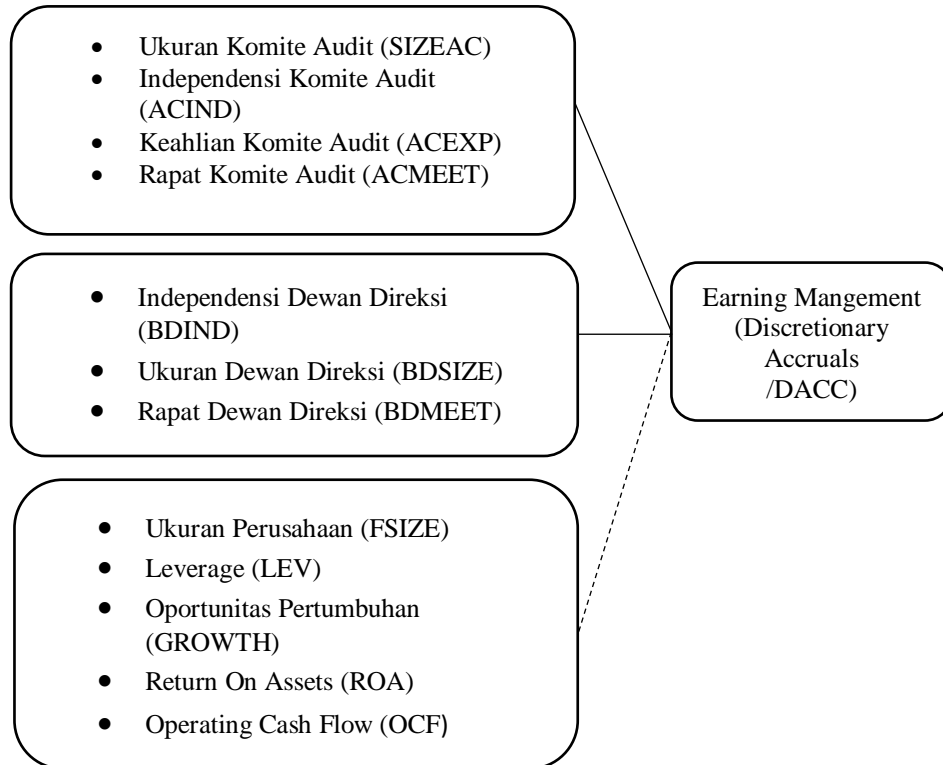 • Ukuran Komite Audit (SIZEAC)
• Independensi Komite Audit
(ACIND)
• Keahlian Komite Audit (ACEXP)
• Rapat Komite Audit (ACMEET)
• Independensi Dewan Direksi
(BDIND)
• Ukuran Dewan Direksi (BDSIZE)
• Rapat Dewan Direksi (BDMEET)
Earning Mangement
(Discretionary
Accruals
/DACC)
• Ukuran Perusahaan (FSIZE)
• Leverage (LEV)
• Oportunitas Pertumbuhan
(GROWTH)
• Return On Assets (ROA)
• Operating Cash Flow (OCF)